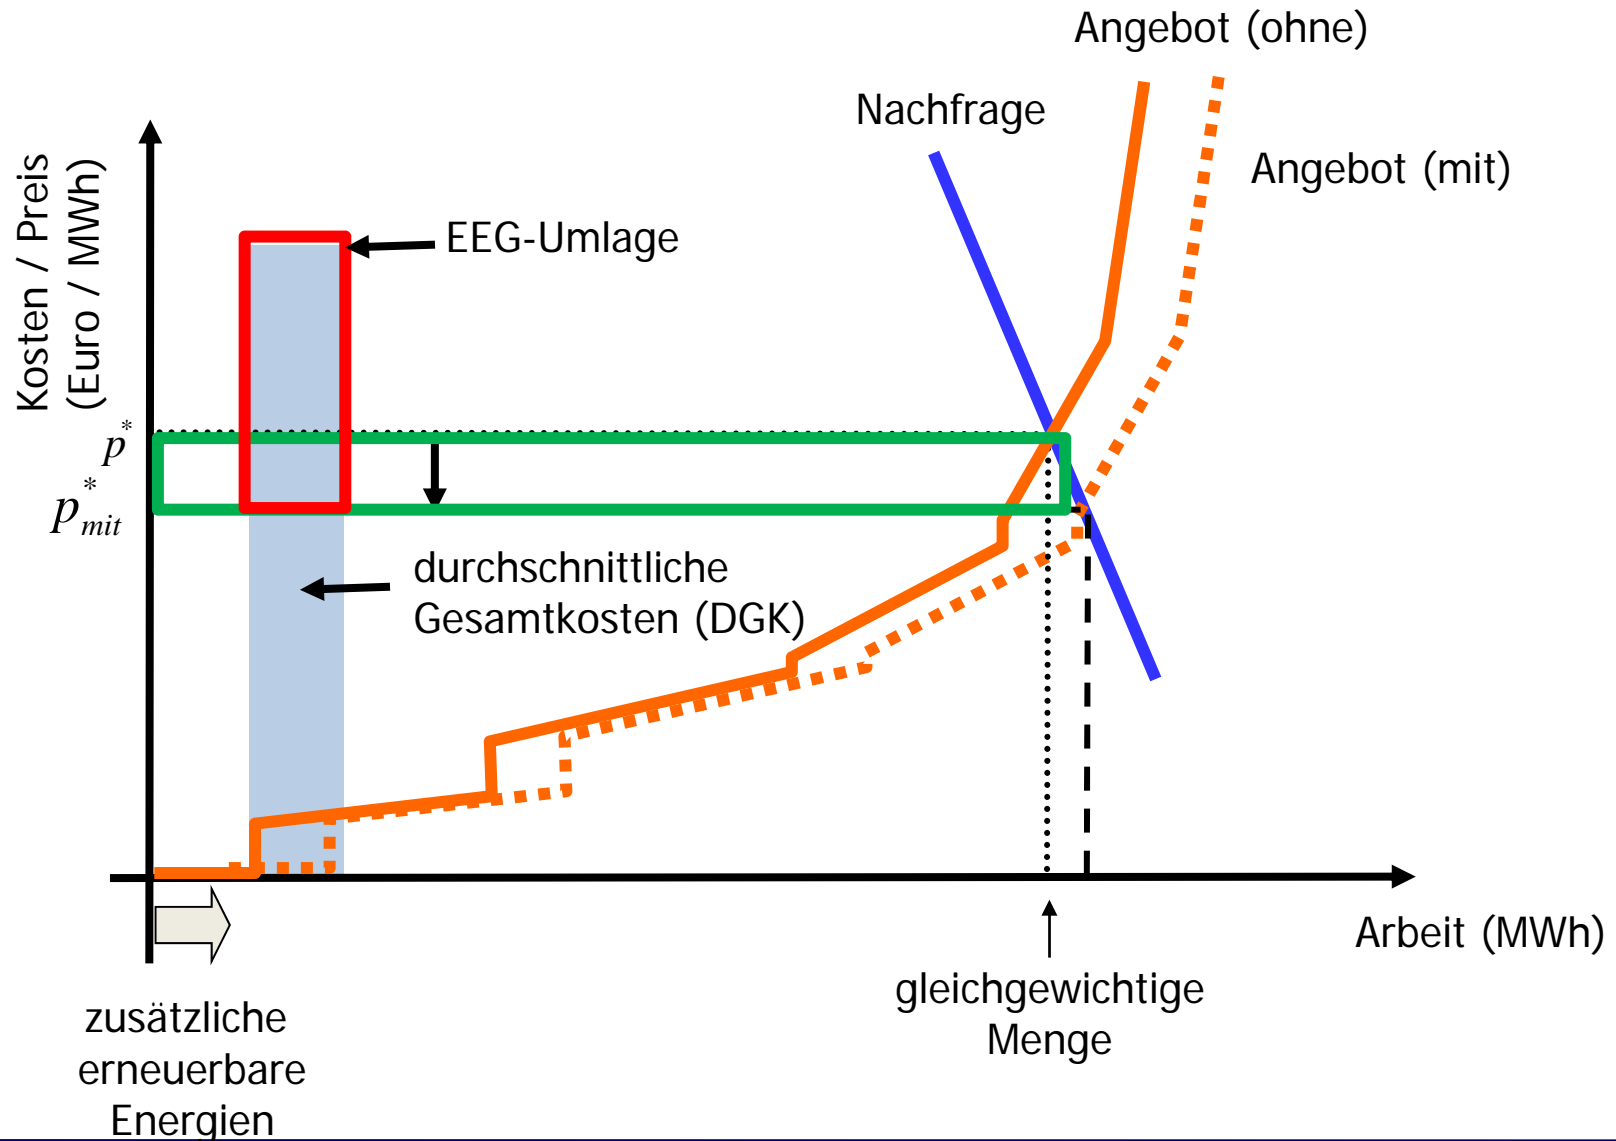 Angebot (ohne)
Nachfrage
Angebot (mit)
Kosten / Preis
(Euro / MWh)
EEG-Umlage
p*
p*mit
durchschnittliche
Gesamtkosten (DGK)
Arbeit (MWh)
gleichgewichtige
Menge
zusätzliche
erneuerbare
Energien